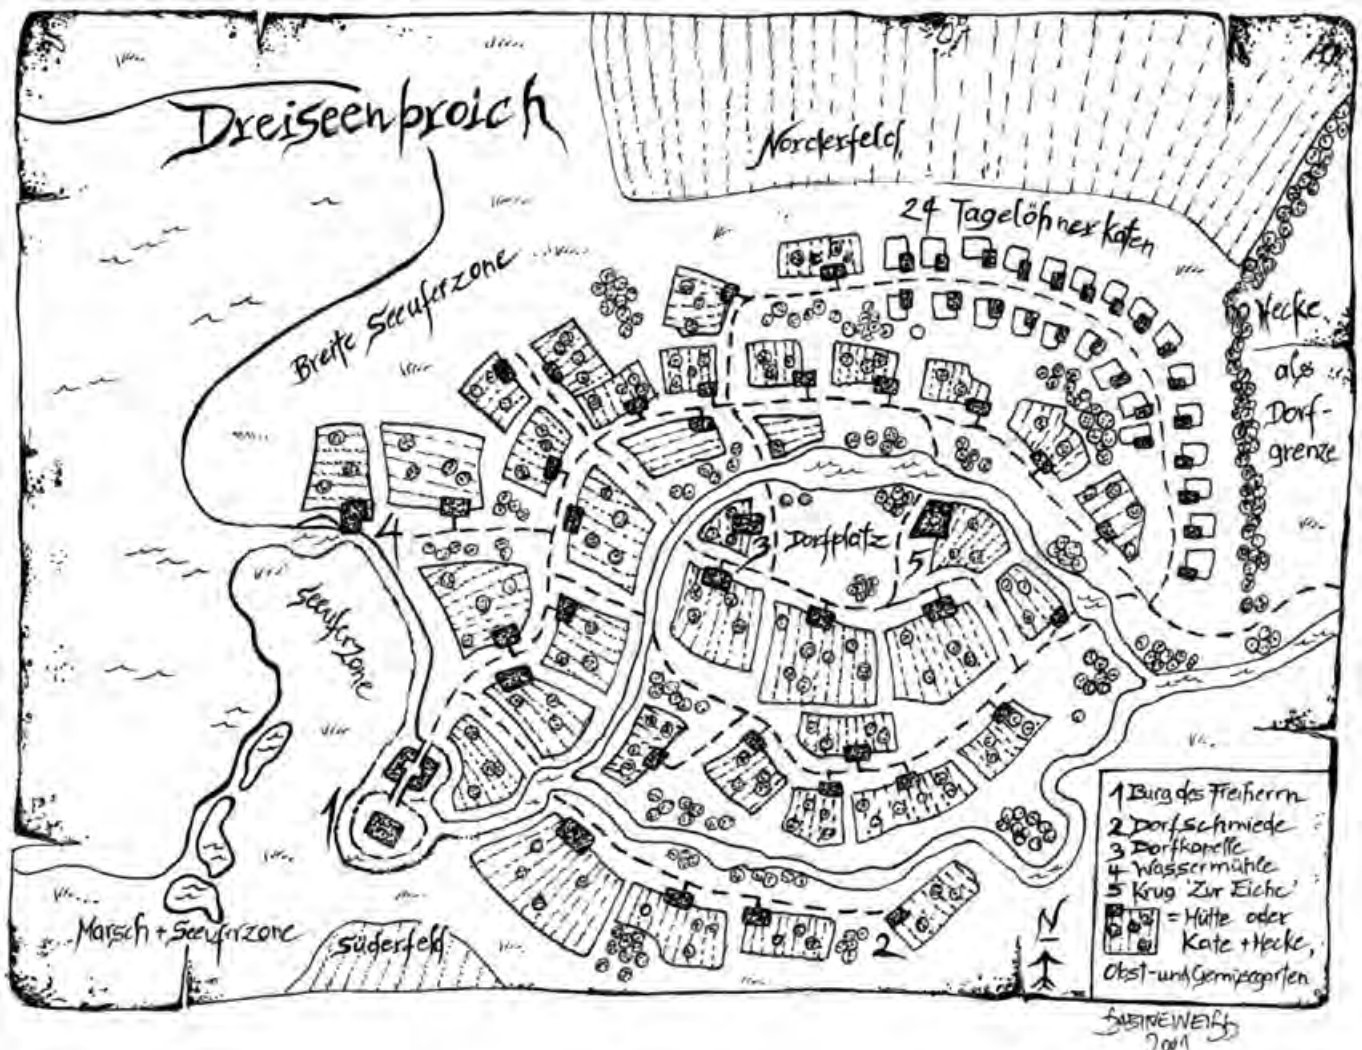 Dreiseenbroich
Norderfeld
24 Tagelöhnerkaten
Breite Seeuferzone
Hecke
als
Dorf-
grenze
4
3 Dorfplatz
5
Seeuferzone
1
Marsch + Seeuferzone
Süderfeld
2
N
1 Burg des Freiherrn
2 Dorfschmiede
3 Dorfkapelle
4 Wassermühle
5 Krug 'Zur Eiche'
= Hütte oder
Kate + Hecke,
Obst- und Gemüsegarten
SABINE WEISS